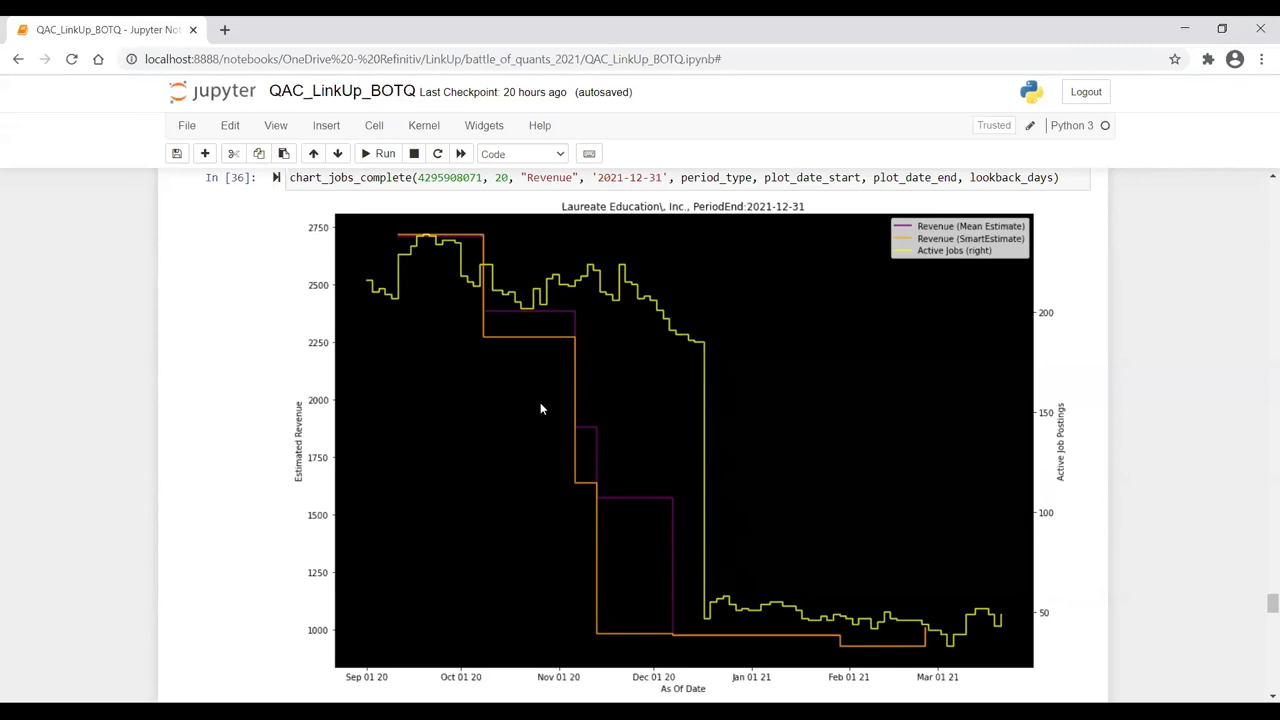 QAC_LinkUp_BOTQ - Jupyter Not
localhost:8888/notebooks/OneDrive%20-%20Refinitiv/LinkUp/battle_of_quants_2021/QAC_LinkUp_BOTQ.ipynb#
jupyter QAC_LinkUp_BOTQ Last Checkpoint: 20 hours ago (autosaved) Logout
File Edit View Insert Cell Kernel Widgets Help Trusted Python 3
Run Code
In [36]: chart_jobs_complete(4295908071, 20, "Revenue", '2021-12-31', period_type, plot_date_start, plot_date_end, lookback_days)
Laureate Education\, Inc., PeriodEnd:2021-12-31
Revenue (Mean Estimate)
Revenue (SmartEstimate)
Active Jobs (right)
Estimated Revenue
2750
2500
2250
2000
1750
1500
1250
1000
200
150
100
50
Active Job Postings
Sep 01 20 Oct 01 20 Nov 01 20 Dec 01 20 Jan 01 21 Feb 01 21 Mar 01 21
As Of Date